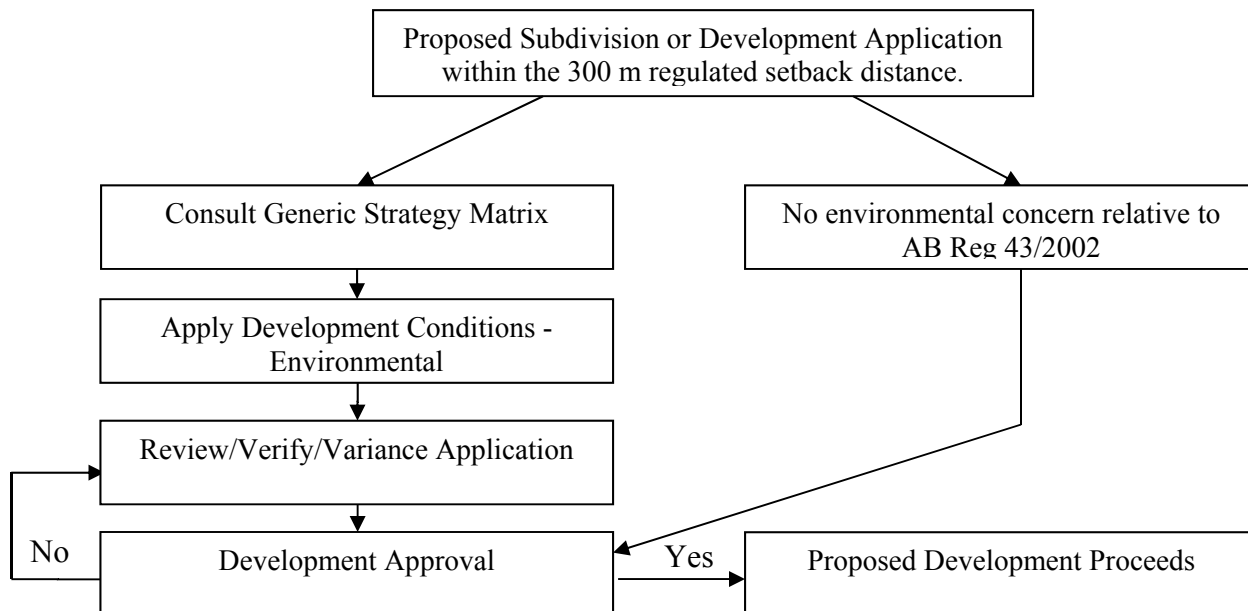 Proposed Subdivision or Development Application
within the 300 m regulated setback distance.
Consult Generic Strategy Matrix
No environmental concern relative to
AB Reg 43/2002
Apply Development Conditions -
Environmental
Review/Verify/Variance Application
No
Development Approval
Yes
Proposed Development Proceeds